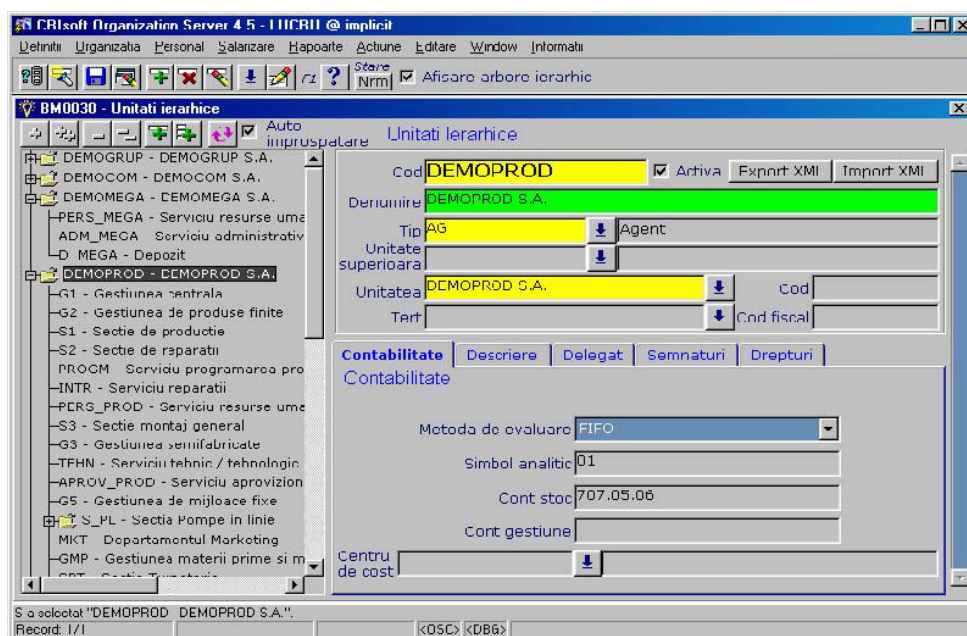 CRIsoft Organization Server 4.5 - LUCRU @ implicit
Definitii Urganizatia Personal Salarizare Rapoarte Actiune Editare Window Informatii
Stare
Nrm
Afisare arbore ierarhic
BM0030 - Unitati ierarhice
Auto
improspatare
Unitati Ierarhice
DEMOGRUP - DEMOGRUP S.A.
DEMOCOM - DEMOCOM S.A.
DEMOMEGA - DEMOMEGA S.A.
PERS_MEGA - Serviciu resurse uma
ADM_MEGA Serviciu administrativ
D MEGA - Depozit
DEMOPROD - DEMOPROD S.A.
G1 - Gestiunea centrala
G2 - Gestiunea de produse finite
S1 - Sectie de productie
S2 - Sectie de reparatii
PROGM Serviciu programarea pro
INTR - Serviciu reparatii
PERS_PROD - Serviciu resurse uma
S3 - Sectie montaj general
G3 - Gestiunea semifabricate
TEHN - Serviciu tehnic / tehnologic
APROV_PROD - Serviciu aprovizion
G5 - Gestiunea de mijloace fixe
S_PL - Sectia Pompe in linie
MKT Departamentul Marketing
GMP - Gestiunea materii prime si m
Cod DEMOPROD Activa Export XMI Import XMI
Denumire DEMOPROD S.A.
Tip AG Agent
Unitate
superioara
Unitatea DEMOPROD S.A. Cod
Tert Cod fiscal
Contabilitate Descriere Delegat Semnaturi Drepturi
Contabilitate
Metoda de evaluare FIFO
Simbol analitic 01
Cont stoc 707.05.06
Cont gestiune
Centru
de cost
S a selectat "DEMOPROD DEMOPROD S.A.".
Record: 1/1 <OSC> <DBG>